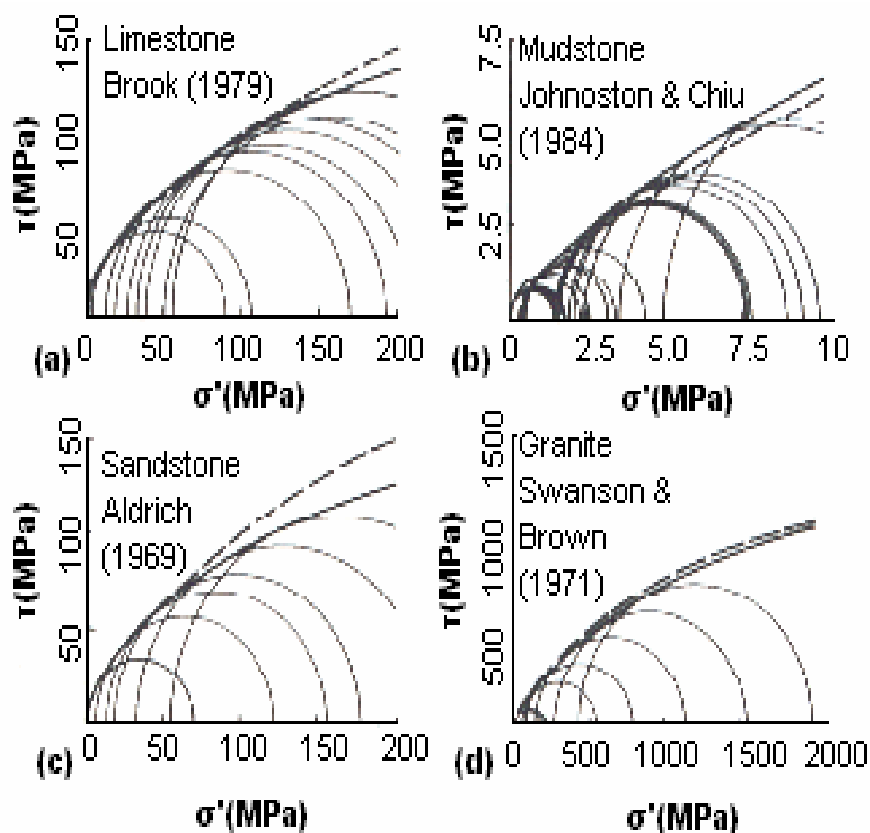 150
100
50
τ(MPa)
Limestone
Brook (1979)
(a) 0 50 100 150 200
σ'(MPa)
7.5
5.0
2.5
τ(MPa)
Mudstone
Johnoston & Chiu
(1984)
(b) 0 2.5 5.0 7.5 10
σ'(MPa)
150
100
50
τ(MPa)
Sandstone
Aldrich
(1969)
(c) 0 50 100 150 200
σ'(MPa)
1500
1000
500
τ(MPa)
Granite
Swanson &
Brown
(1971)
(d) 0 500 1000 1500 2000
σ'(MPa)